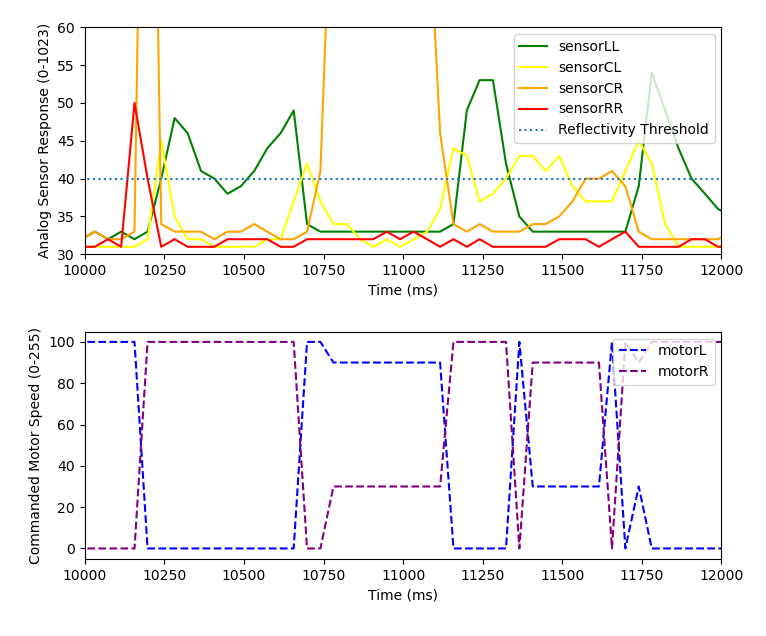 Analog Sensor Response (0-1023)
60
55
50
45
40
35
30
sensorLL
sensorCL
sensorCR
sensorRR
Reflectivity Threshold
10000 10250 10500 10750 11000 11250 11500 11750 12000
Time (ms)
Commanded Motor Speed (0-255)
100
80
60
40
20
0
motorL
motorR
10000 10250 10500 10750 11000 11250 11500 11750 12000
Time (ms)